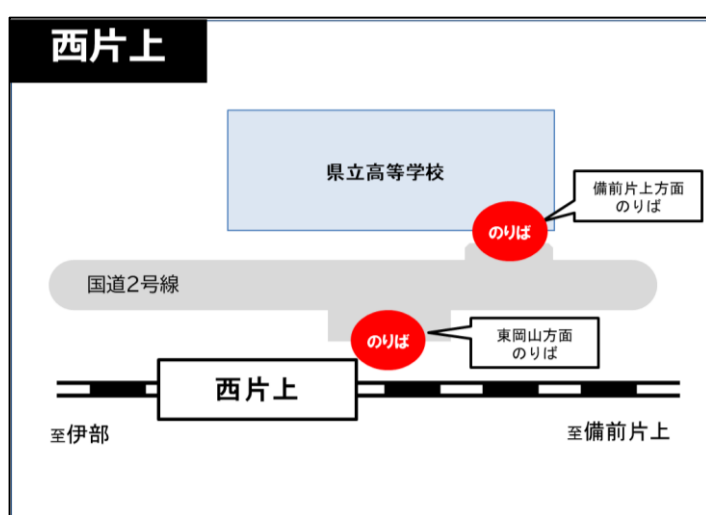 西片上
県立高等学校
備前片上方面
のりば
のりば
国道2号線
のりば
東岡山方面
のりば
西片上
至伊部
至備前片上